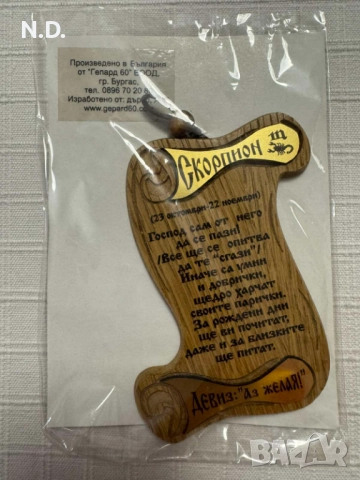 Произведено в България
от "Гепард 60" ЕООД,
гр. Бургас,
тел. 0896 70 20 6
Изработено от: дър
www.gepard60.co
Скорпион ♏
(23 октомври-22 ноември)
Господ сам от него
да се пази!
/Все ще се опитва
да те "сгази"/
Иначе са умни
и добрички,
щедро харчат
своите парички.
За рождени дни
ще ви почитат,
даже и за близките
ще питат.
Девиз: "Аз желая!"
BAZAR